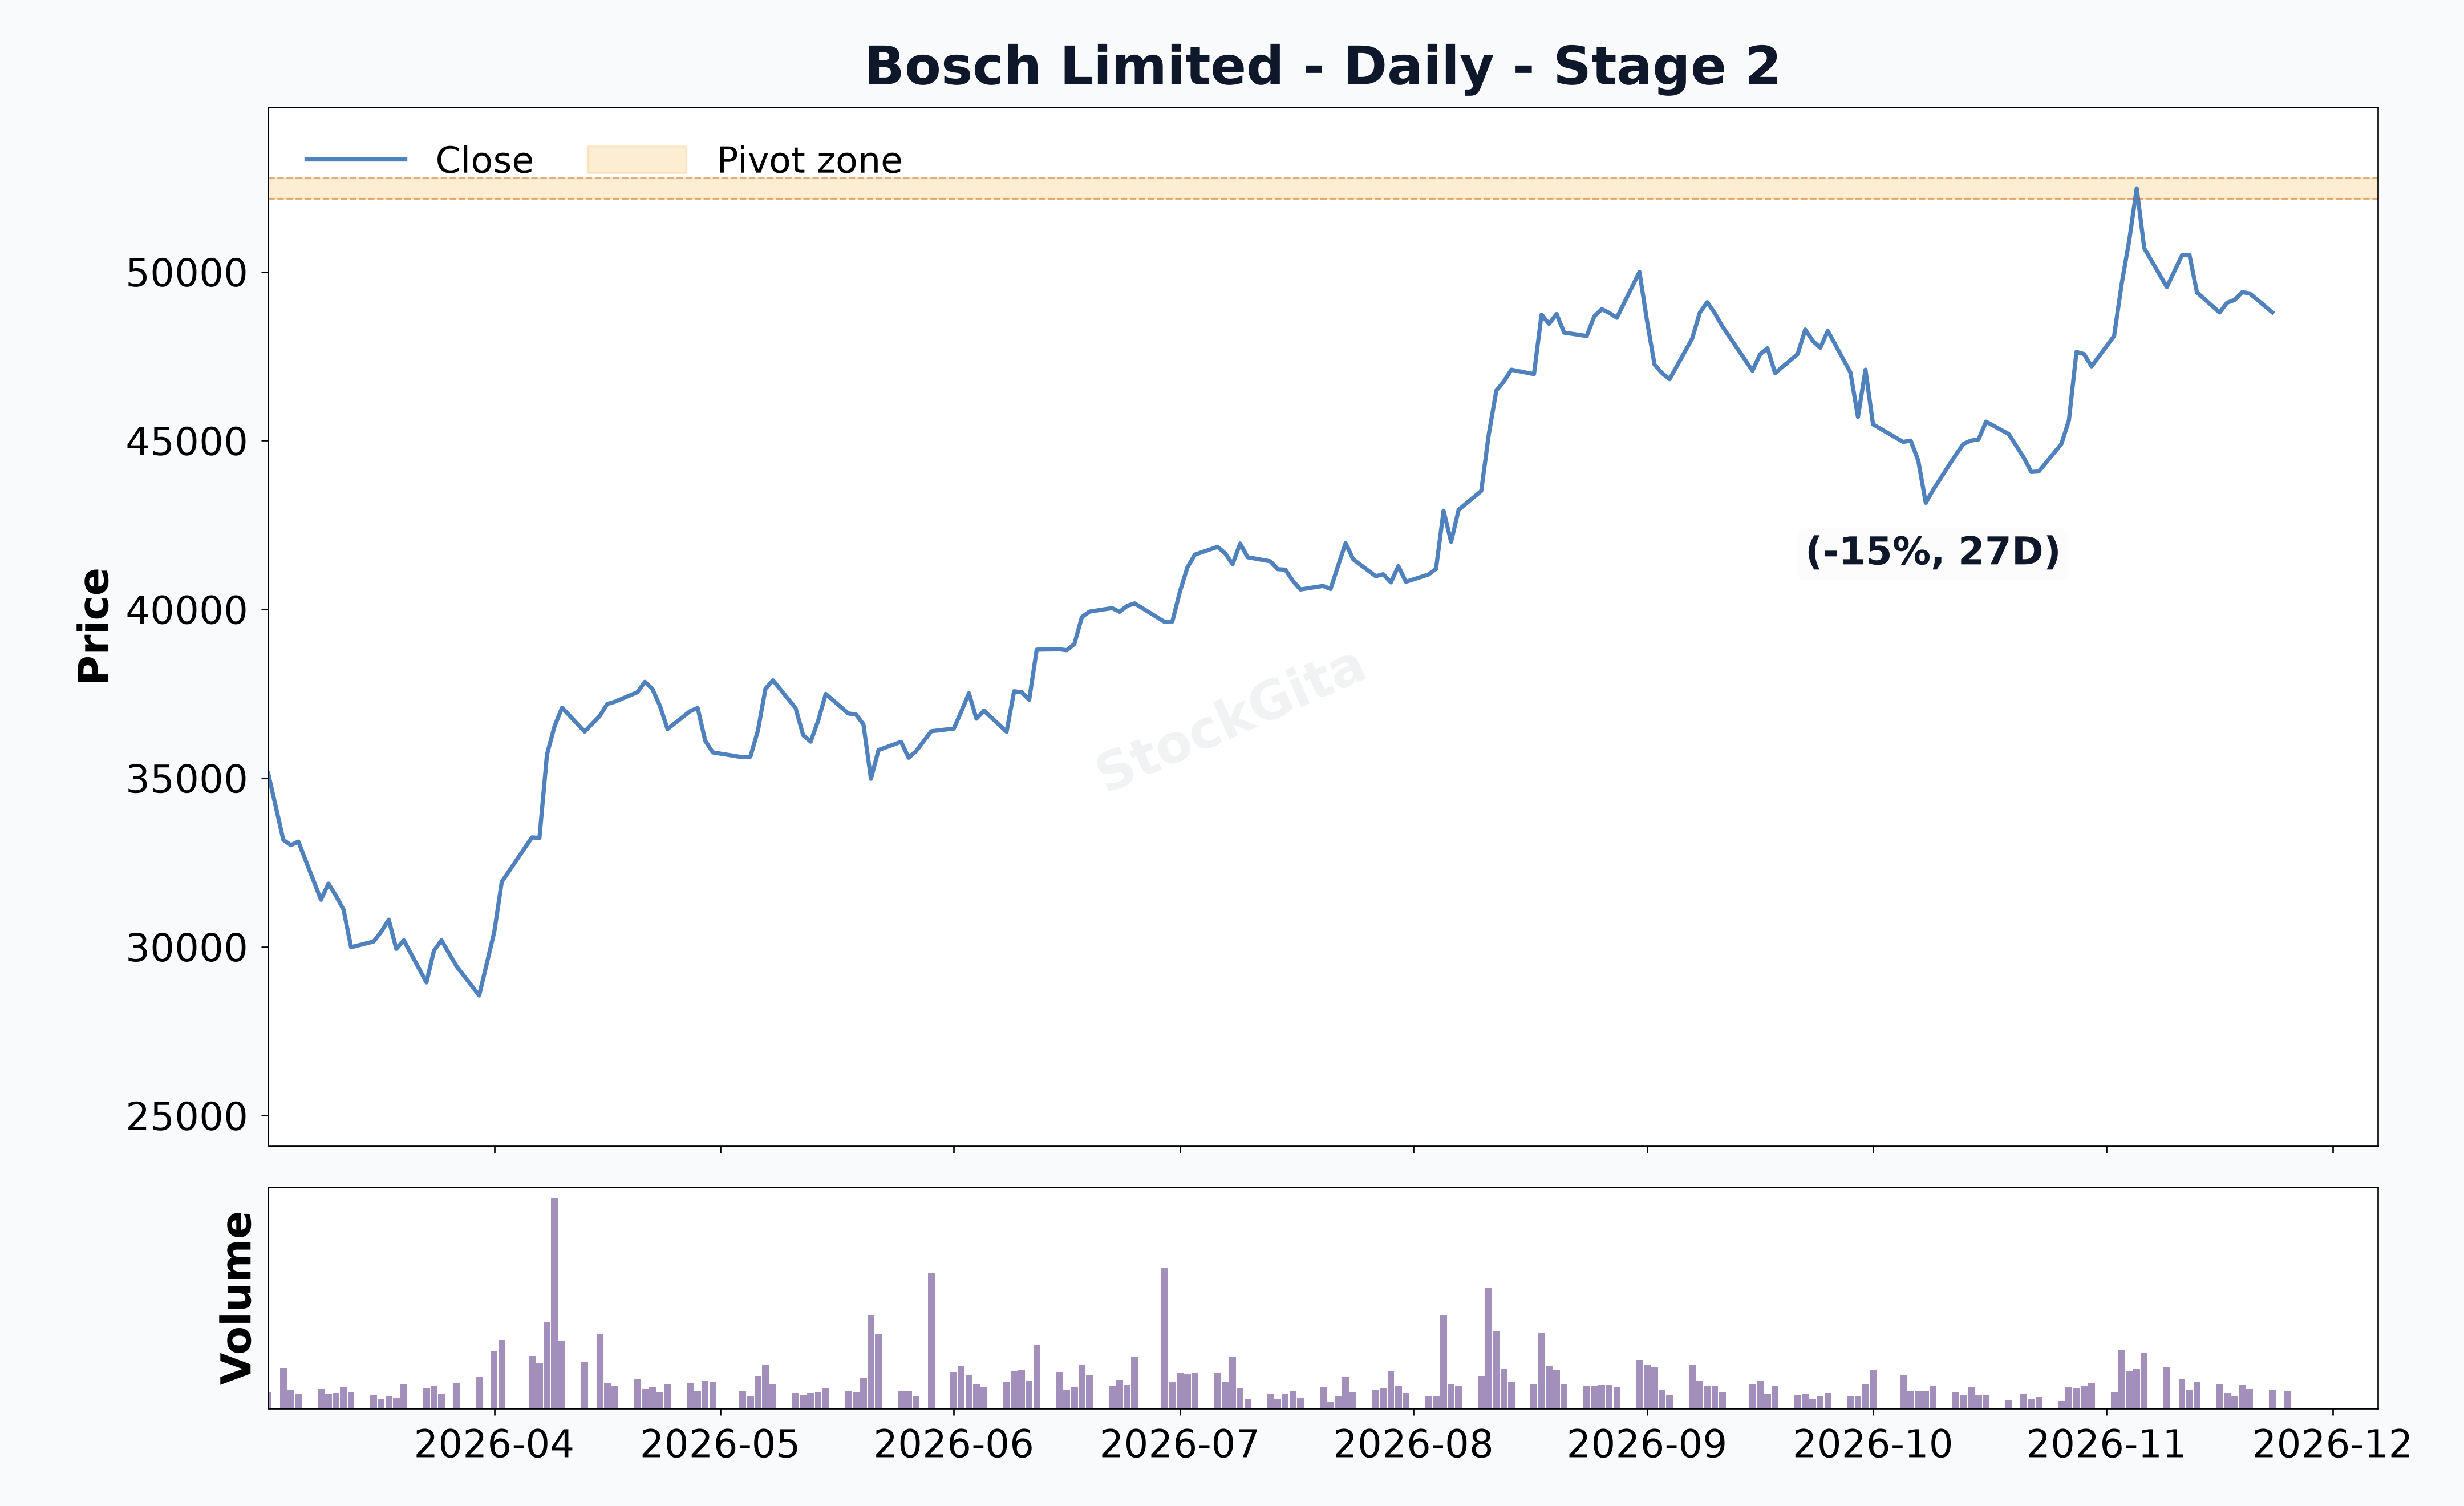 Bosch Limited - Daily - Stage 2
Close
Pivot zone
50000
45000
40000
35000
30000
25000
Price
(-15%, 27D)
StockGita
Volume
2026-04
2026-05
2026-06
2026-07
2026-08
2026-09
2026-10
2026-11
2026-12